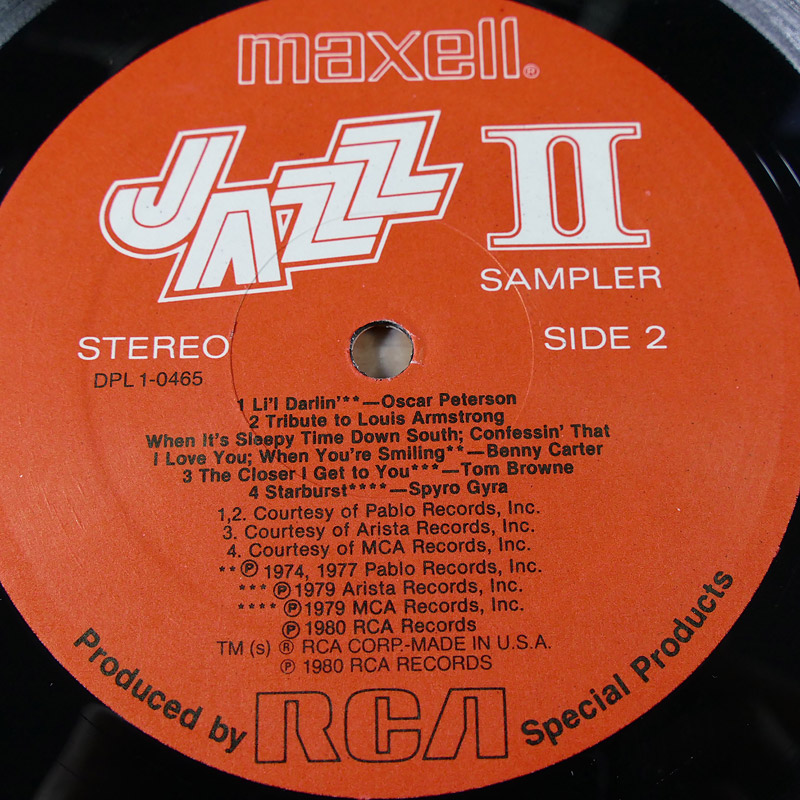 maxell®
JAZZ II
SAMPLER
STEREO
SIDE 2
DPL 1-0465
1 Li'l Darlin'**—Oscar Peterson
2 Tribute to Louis Armstrong
When It's Sleepy Time Down South; Confessin' That
I Love You; When You're Smiling**—Benny Carter
3 The Closer I Get to You***—Tom Browne
4 Starburst****—Spyro Gyra
1,2. Courtesy of Pablo Records, Inc.
3. Courtesy of Arista Records, Inc.
4. Courtesy of MCA Records, Inc.
**℗ 1974, 1977 Pablo Records, Inc.
*** ℗1979 Arista Records, Inc.
**** ℗1979 MCA Records, Inc.
℗ 1980 RCA Records
TM (s) ® RCA CORP.-MADE IN U.S.A.
℗ 1980 RCA RECORDS
Produced by RCA Special Products